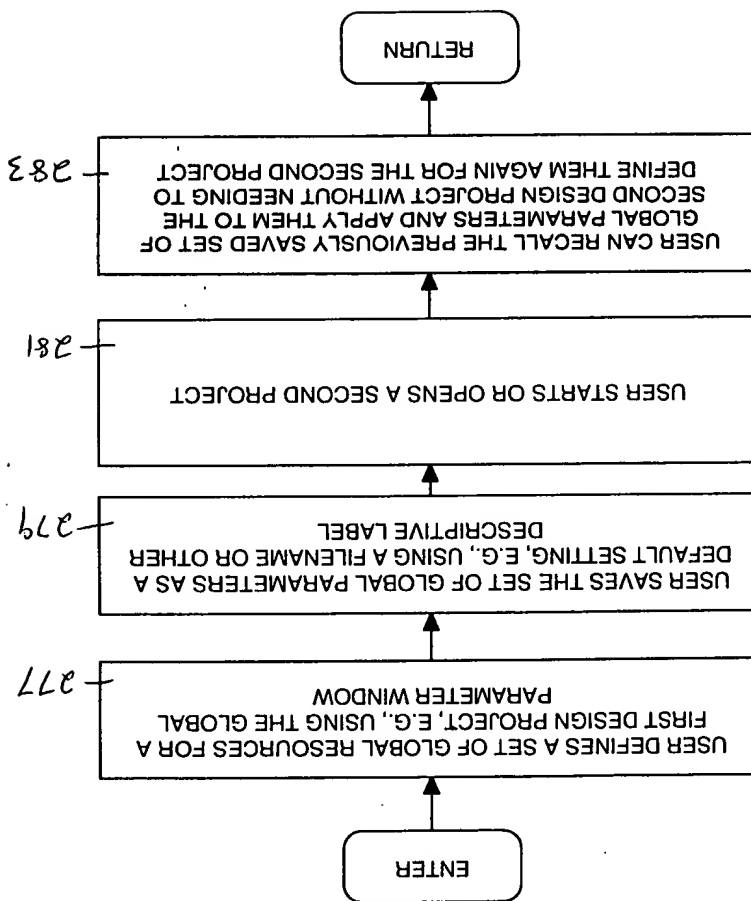 ENTER
USER DEFINES A SET OF GLOBAL RESOURCES FOR A
FIRST DESIGN PROJECT, E.G., USING THE GLOBAL
PARAMETER WINDOW
277
USER SAVES THE SET OF GLOBAL PARAMETERS AS A
DEFAULT SETTING, E.G., USING A FILENAME OR OTHER
DESCRIPTIVE LABEL
279
USER STARTS OR OPENS A SECOND PROJECT
281
USER CAN RECALL THE PREVIOUSLY SAVED SET OF
GLOBAL PARAMETERS AND APPLY THEM TO THE
SECOND DESIGN PROJECT WITHOUT NEEDING TO
DEFINE THEM AGAIN FOR THE SECOND PROJECT
283
RETURN